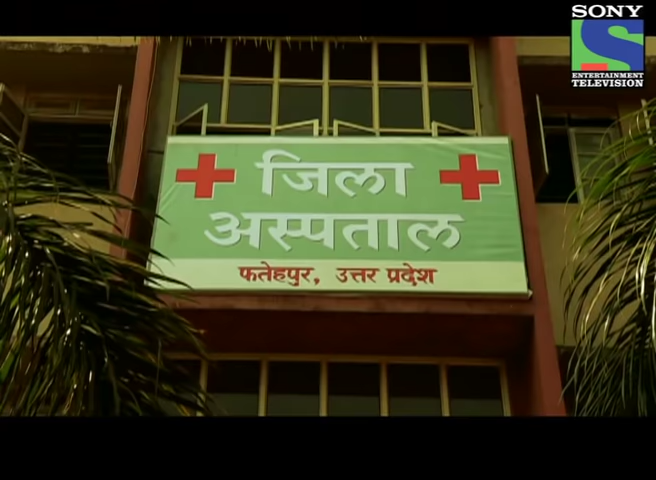 SONY
ENTERTAINMENT
TELEVISION
जिला
अस्पताल
फतेहपुर, उत्तर प्रदेश